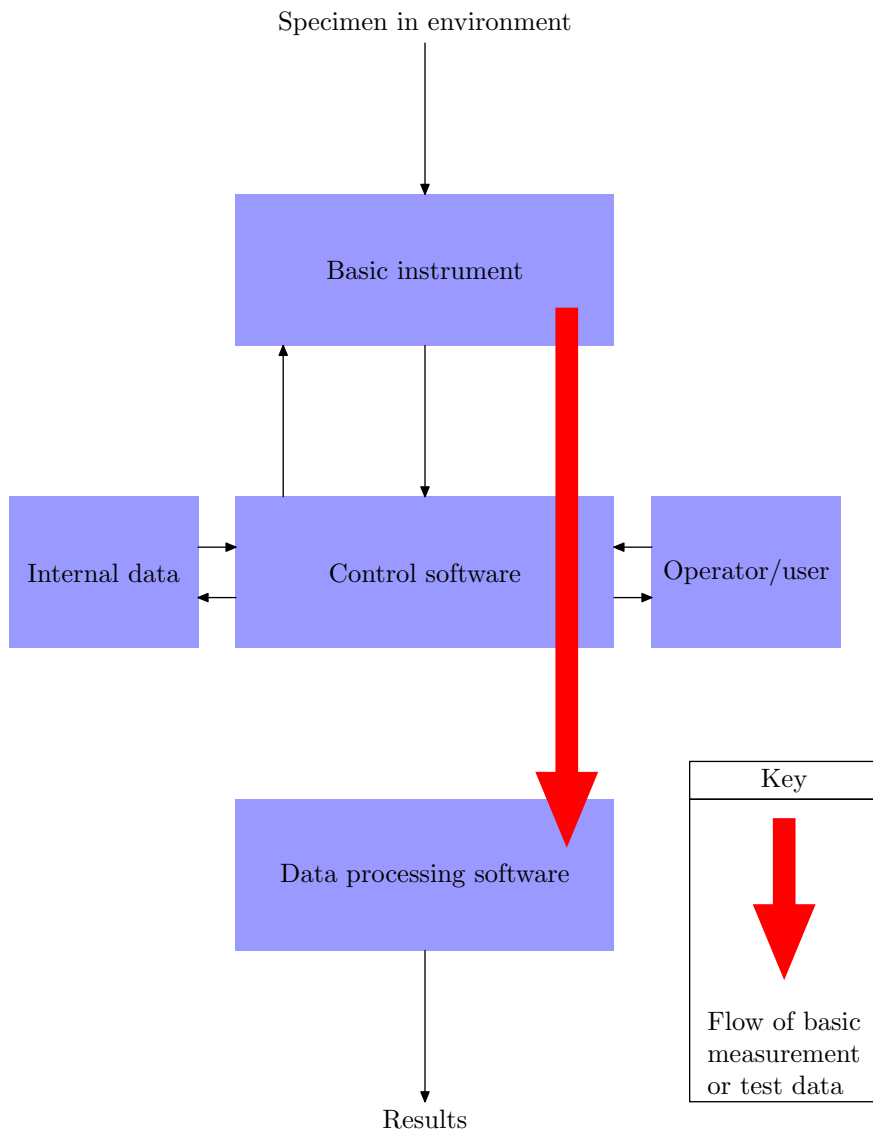 Specimen in environment
Basic instrument
Internal data
Control software
Operator/user
Data processing software
Key
Flow of basic
measurement
or test data
Results